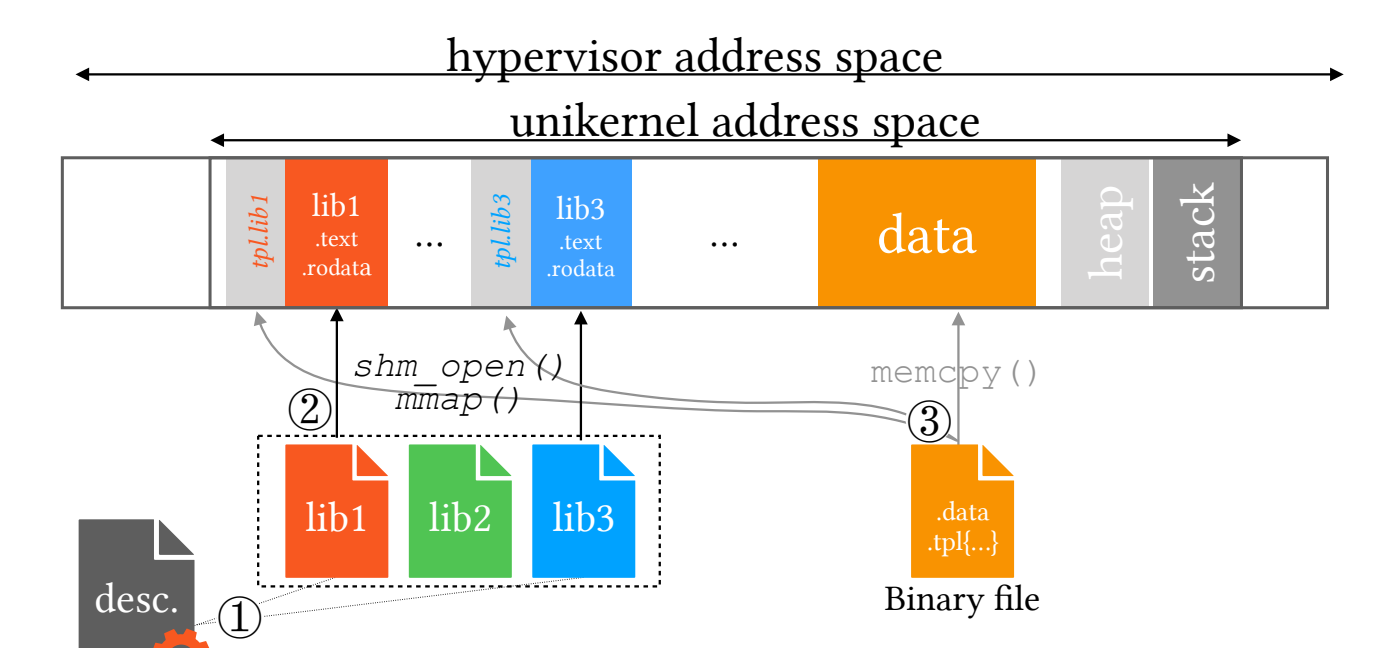 hypervisor address space
unikernel address space
tpl.lib1
lib1
.text
.rodata
...
tpl.lib3
lib3
.text
.rodata
...
data
heap
stack
shm_open()
mmap()
memcpy()
②
③
lib1
lib2
lib3
.data
.tpl{...}
Binary file
desc.
①